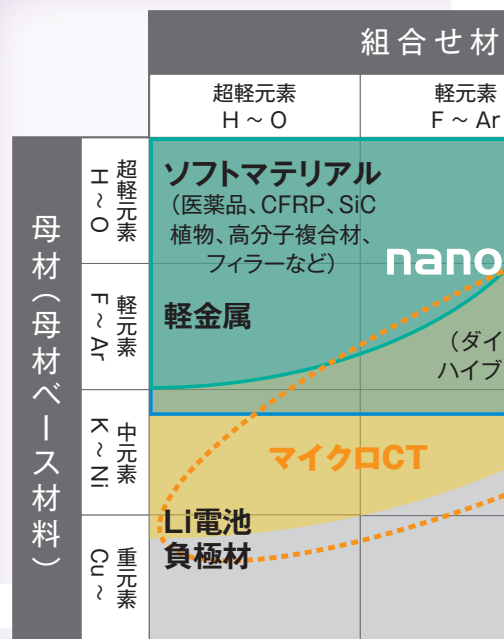 組合せ材
超軽元素
H ~ O
軽元素
F ~ Ar
母材(母材ベース材料)
超軽元素
H ~ O
ソフトマテリアル
(医薬品、CFRP、SiC
植物、高分子複合材、
フィラーなど)
nano
軽元素
F ~ Ar
軽金属
(ダイ
ハイブ
中元素
K ~ Ni
マイクロCT
重元素
Cu ~
Li電池
負極材